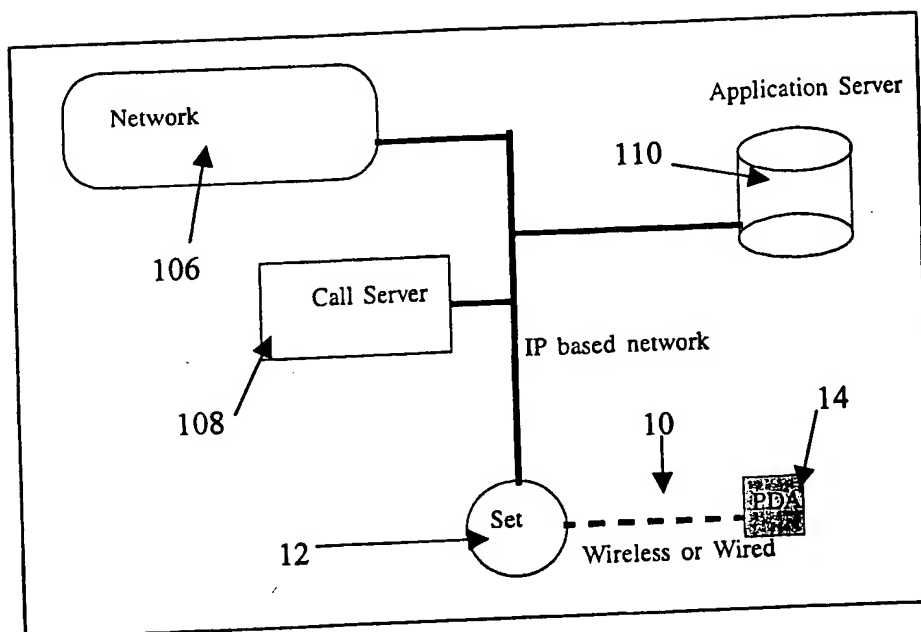 Network
Application Server
110
106
Call Server
IP based network
108
10
14
PDA
Set
12
Wireless or Wired